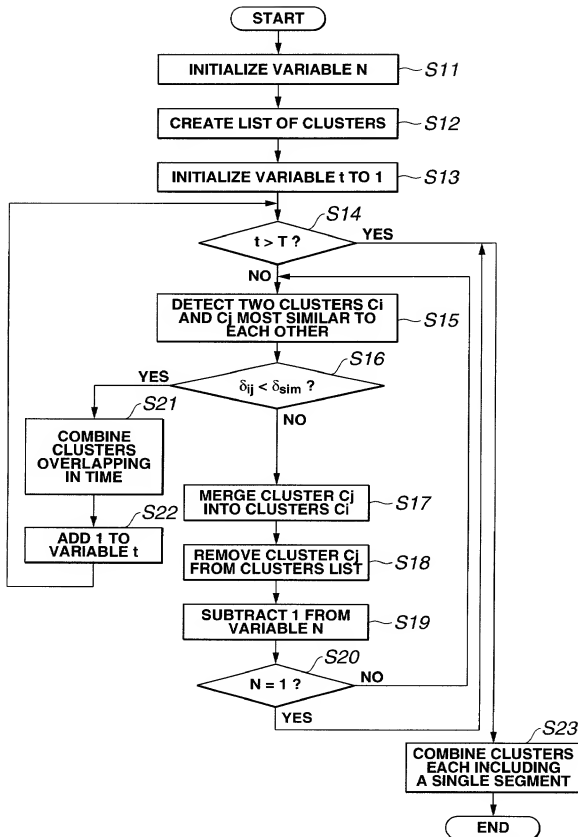 START
INITIALIZE VARIABLE N
S11
CREATE LIST OF CLUSTERS
S12
INITIALIZE VARIABLE t TO 1
S13
S14
t > T ?
YES
NO
DETECT TWO CLUSTERS Ci
AND Cj MOST SIMILAR TO
EACH OTHER
S15
S16
δij < δsim ?
YES
NO
S21
COMBINE
CLUSTERS
OVERLAPPING
IN TIME
S22
ADD 1 TO
VARIABLE t
MERGE CLUSTER Cj
INTO CLUSTERS Ci
S17
REMOVE CLUSTER Cj
FROM CLUSTERS LIST
S18
SUBTRACT 1 FROM
VARIABLE N
S19
S20
N = 1 ?
NO
YES
S23
COMBINE CLUSTERS
EACH INCLUDING
A SINGLE SEGMENT
END